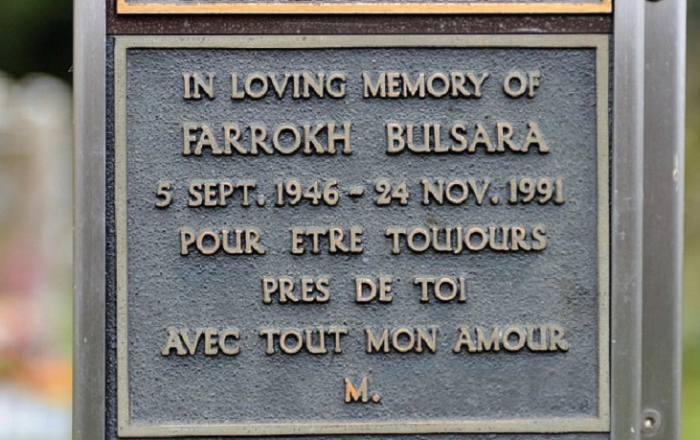 IN LOVING MEMORY OF
FARROKH BULSARA
5 SEPT. 1946 - 24 NOV. 1991
POUR ETRE TOUJOURS
PRES DE TOI
AVEC TOUT MON AMOUR
M.